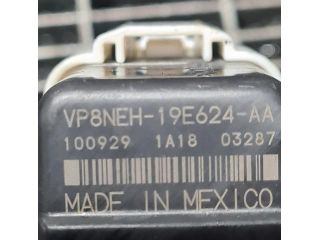 VP8NEH-19E624-AA
100929 1A18 03287
MADE IN MEXICO